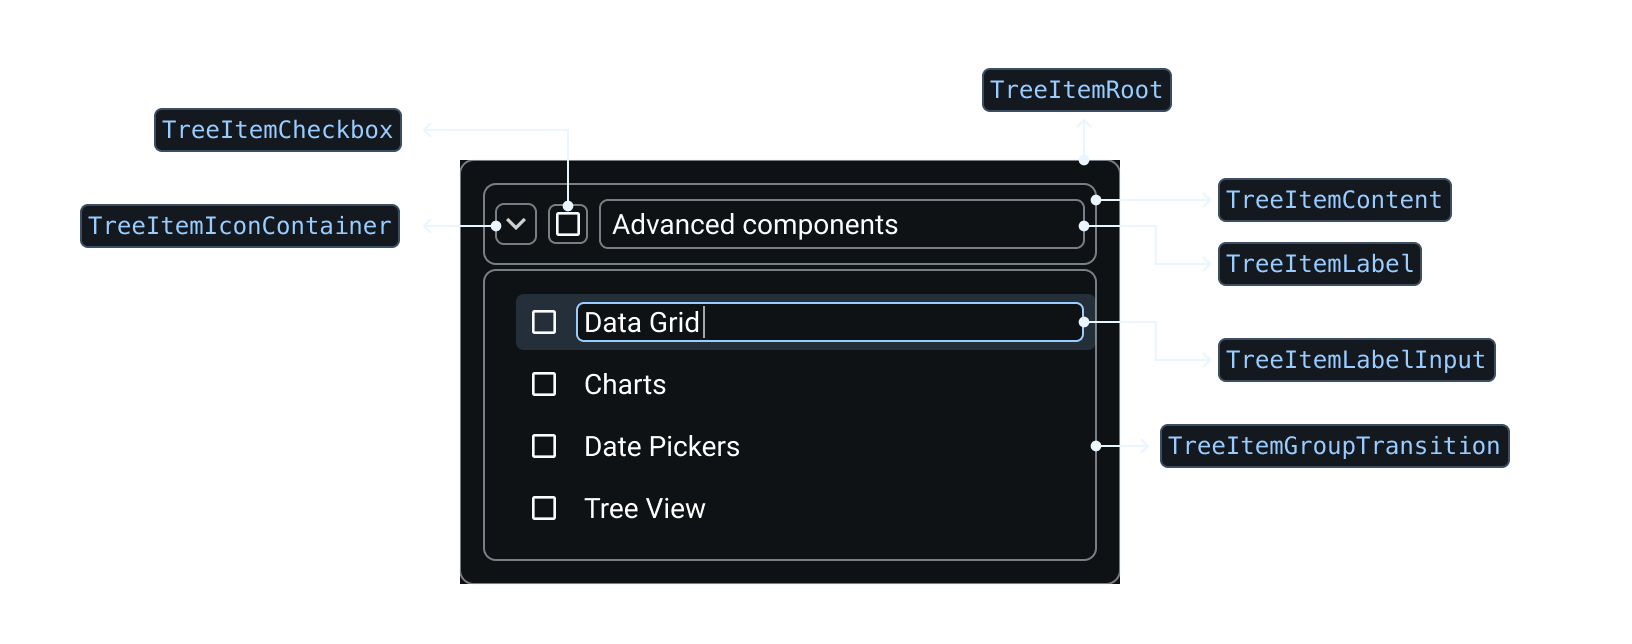 TreeItemRoot
TreeItemCheckbox
TreeItemContent
TreeItemIconContainer
Advanced components
TreeItemLabel
Data Grid
TreeItemLabelInput
Charts
Date Pickers
TreeItemGroupTransition
Tree View